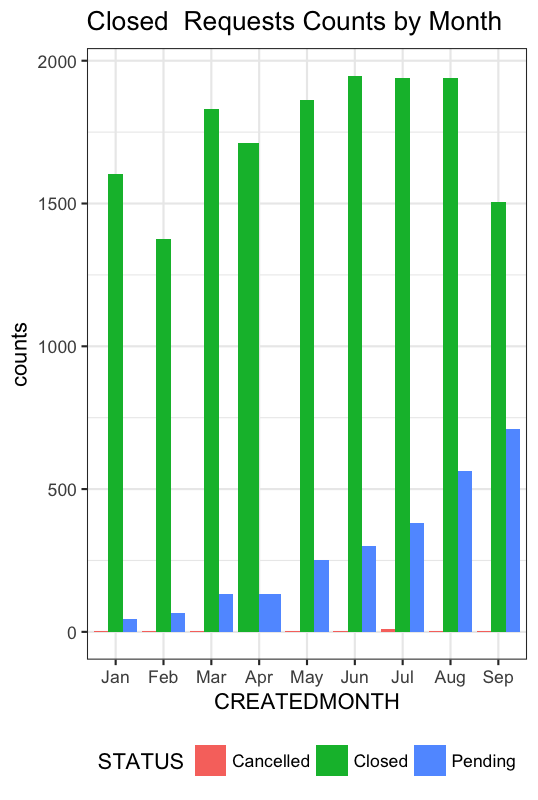 Closed  Requests Counts by Month
2000
1500
1000
500
0
counts
Jan Feb Mar Apr May Jun Jul Aug Sep
CREATEDMONTH
STATUS Cancelled Closed Pending